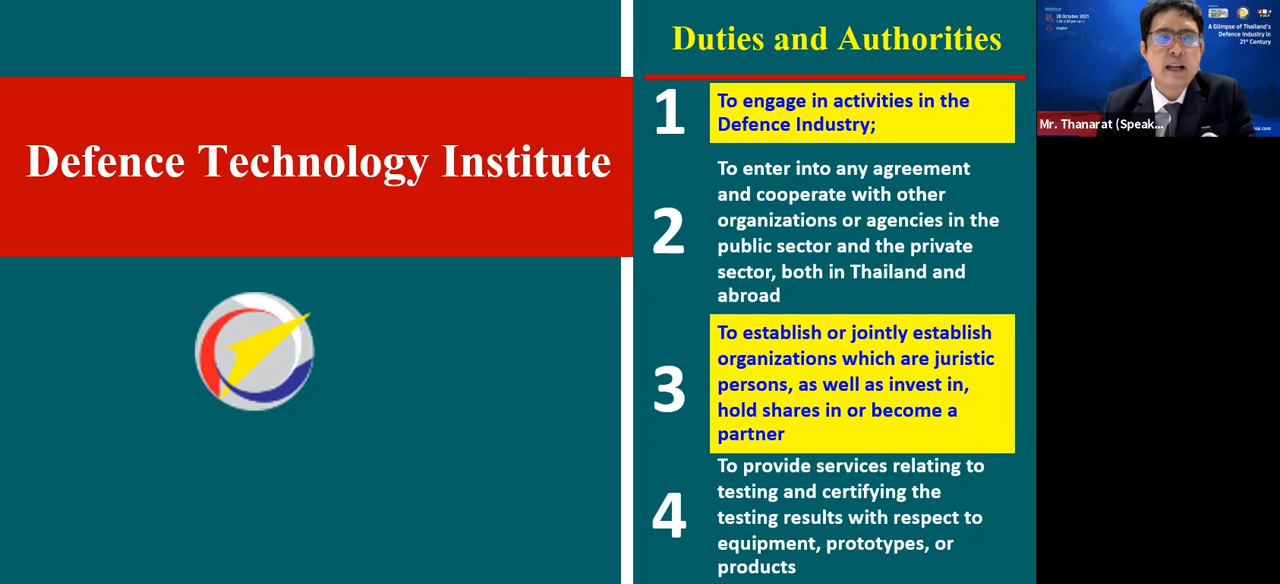 Defence Technology Institute
Duties and Authorities
1
To engage in activities in the
Defence Industry;
2
To enter into any agreement
and cooperate with other
organizations or agencies in the
public sector and the private
sector, both in Thailand and
abroad
3
To establish or jointly establish
organizations which are juristic
persons, as well as invest in,
hold shares in or become a
partner
4
To provide services relating to
testing and certifying the
testing results with respect to
equipment, prototypes, or
products
Webinar
28 October 2021
English
A Glimpse of Thailand's
Defence Industry in
21st Century
Mr. Thanarat (Speak...